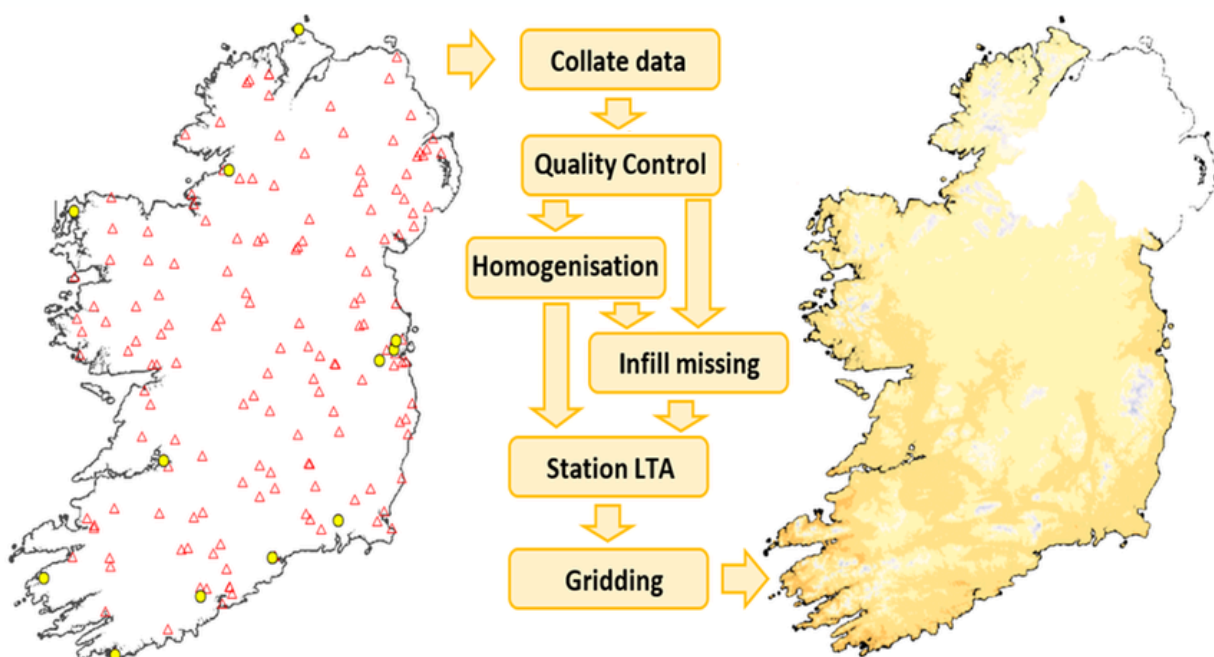 Collate data
Quality Control
Homogenisation
Infill missing
Station LTA
Gridding